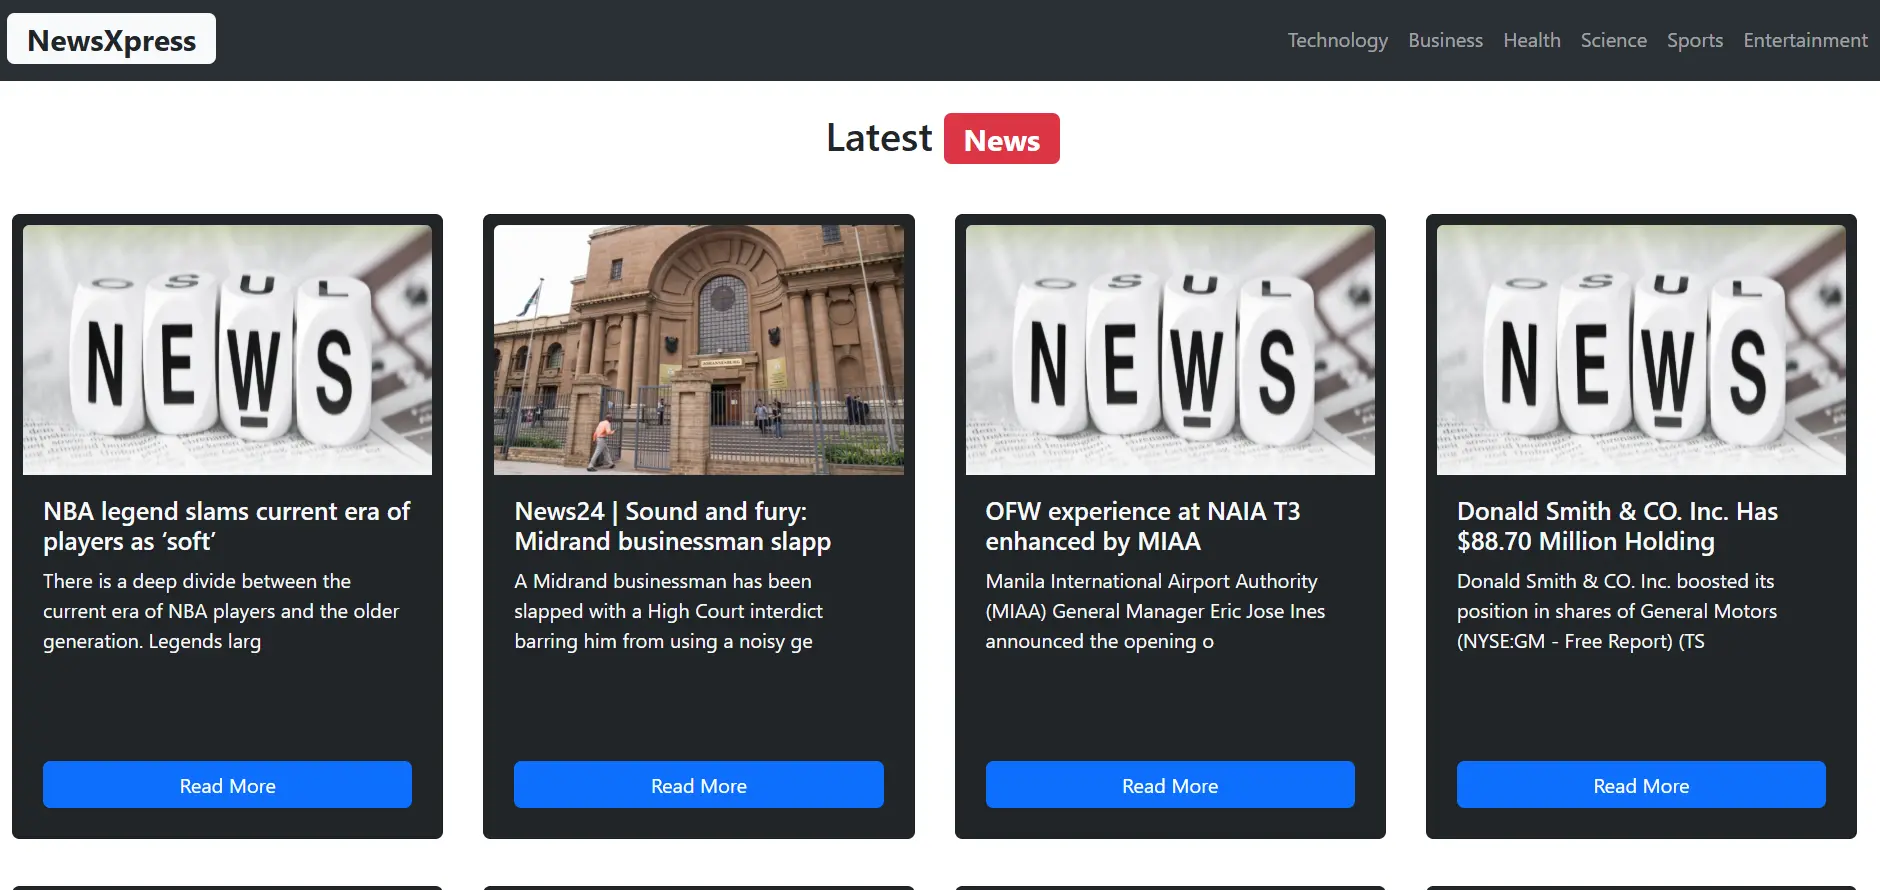 NewsXpress
Technology Business Health Science Sports Entertainment
Latest News
O S U L
NEWS
NBA legend slams current era of
players as ‘soft’
There is a deep divide between the
current era of NBA players and the older
generation. Legends larg
Read More
News24 | Sound and fury:
Midrand businessman slapp
A Midrand businessman has been
slapped with a High Court interdict
barring him from using a noisy ge
Read More
O S U L
NEWS
OFW experience at NAIA T3
enhanced by MIAA
Manila International Airport Authority
(MIAA) General Manager Eric Jose Ines
announced the opening o
Read More
O S U L
NEWS
Donald Smith & CO. Inc. Has
$88.70 Million Holding
Donald Smith & CO. Inc. boosted its
position in shares of General Motors
(NYSE:GM - Free Report) (TS
Read More